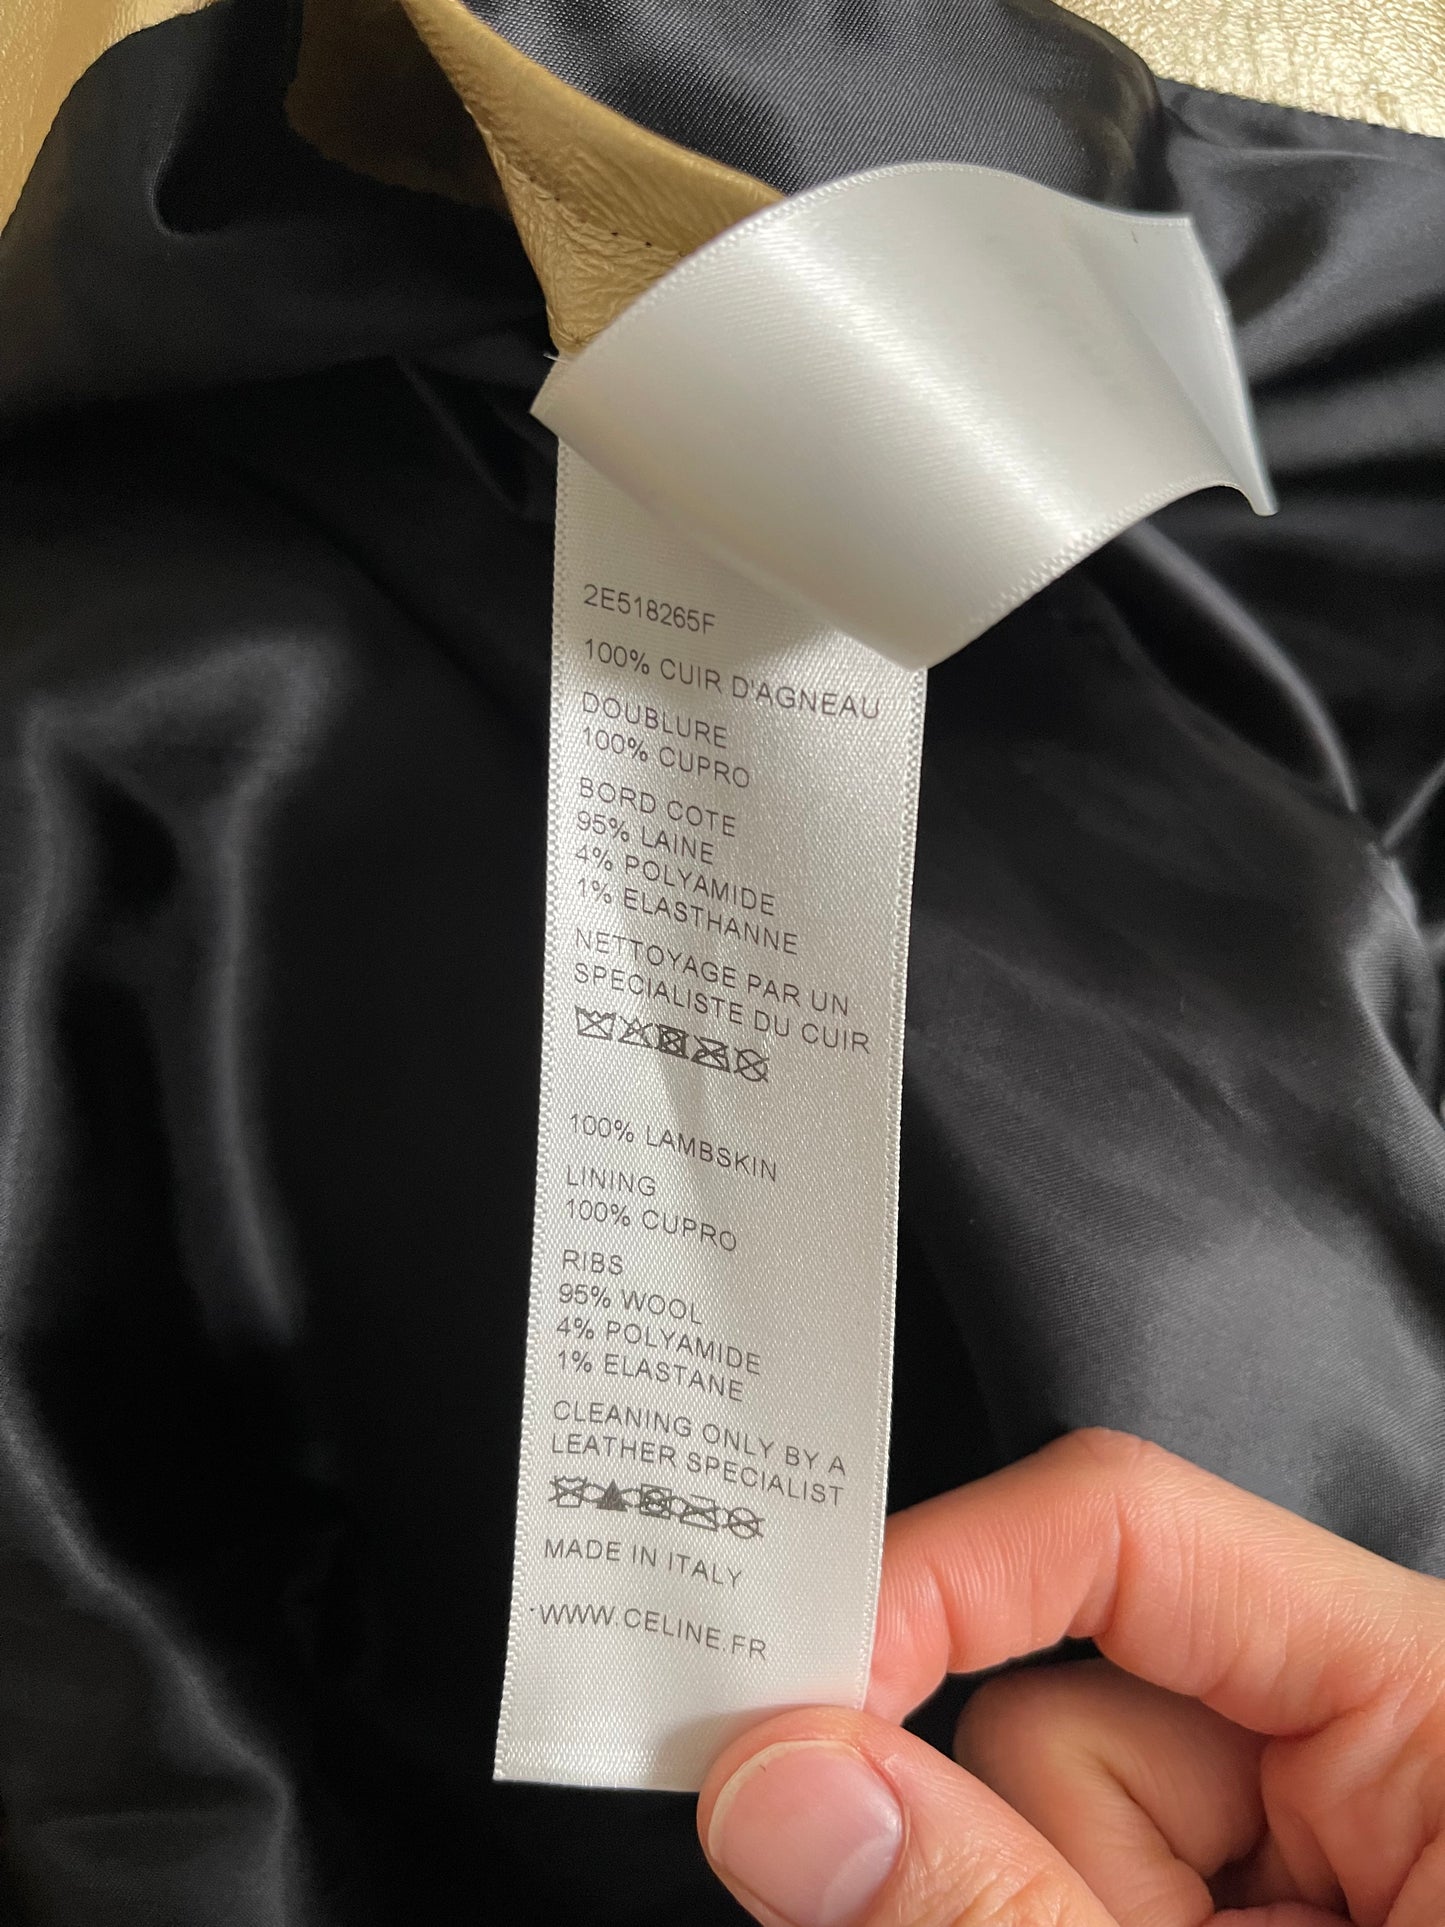 2E518265F
100% CUIR D'AGNEAU
DOUBLURE
100% CUPRO
BORD COTE
95% LAINE
4% POLYAMIDE
1% ELASTHANNE
NETTOYAGE PAR UN
SPECIALISTE DU CUIR
100% LAMBSKIN
LINING
100% CUPRO
RIBS
95% WOOL
4% POLYAMIDE
1% ELASTANE
CLEANING ONLY BY A
LEATHER SPECIALIST
MADE IN ITALY
WWW.CELINE.FR